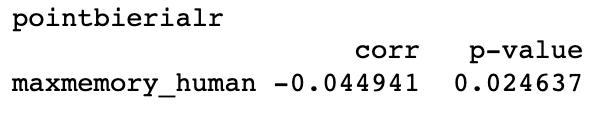 pointbierialr
corr p-value
maxmemory_human -0.044941 0.024637